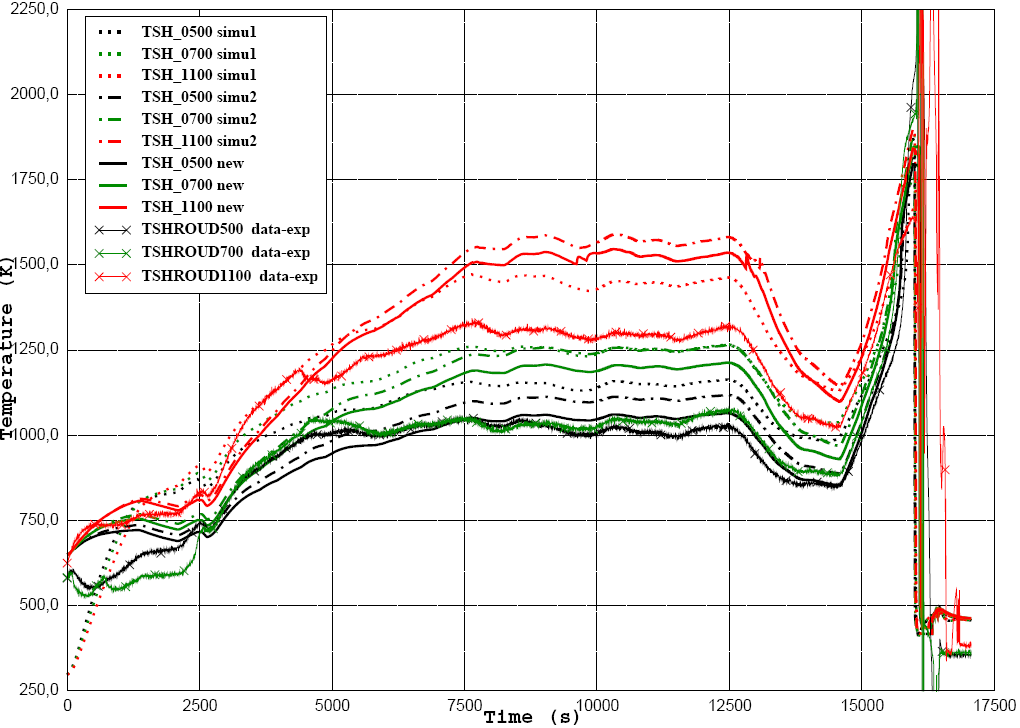 2250,0
2000,0
1750,0
1500,0
1250,0
1000,0
750,0
500,0
250,0
Temperature (K)
TSH_0500 simu1
TSH_0700 simu1
TSH_1100 simu1
TSH_0500 simu2
TSH_0700 simu2
TSH_1100 simu2
TSH_0500 new
TSH_0700 new
TSH_1100 new
TSHROUD500 data-exp
TSHROUD700 data-exp
TSHROUD1100 data-exp
0 2500 5000 7500 10000 12500 15000 17500
Time (s)